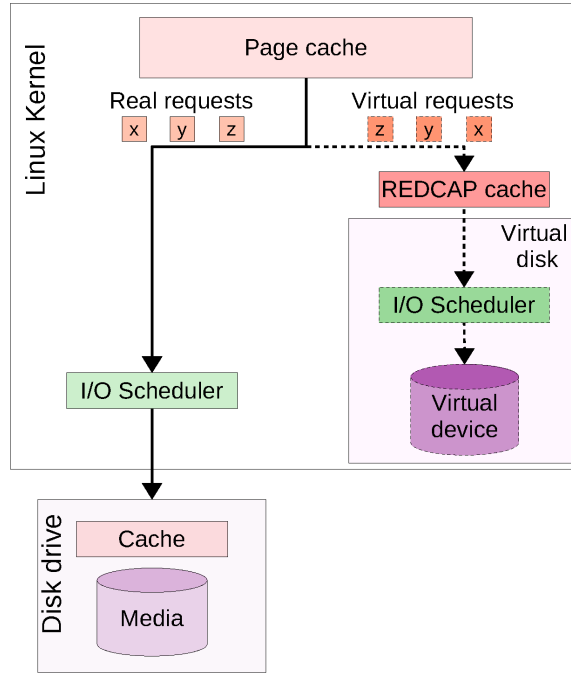 Linux Kernel
Page cache
Real requests
x y z
Virtual requests
z y x
REDCAP cache
Virtual
disk
I/O Scheduler
Virtual
device
I/O Scheduler
Disk drive
Cache
Media